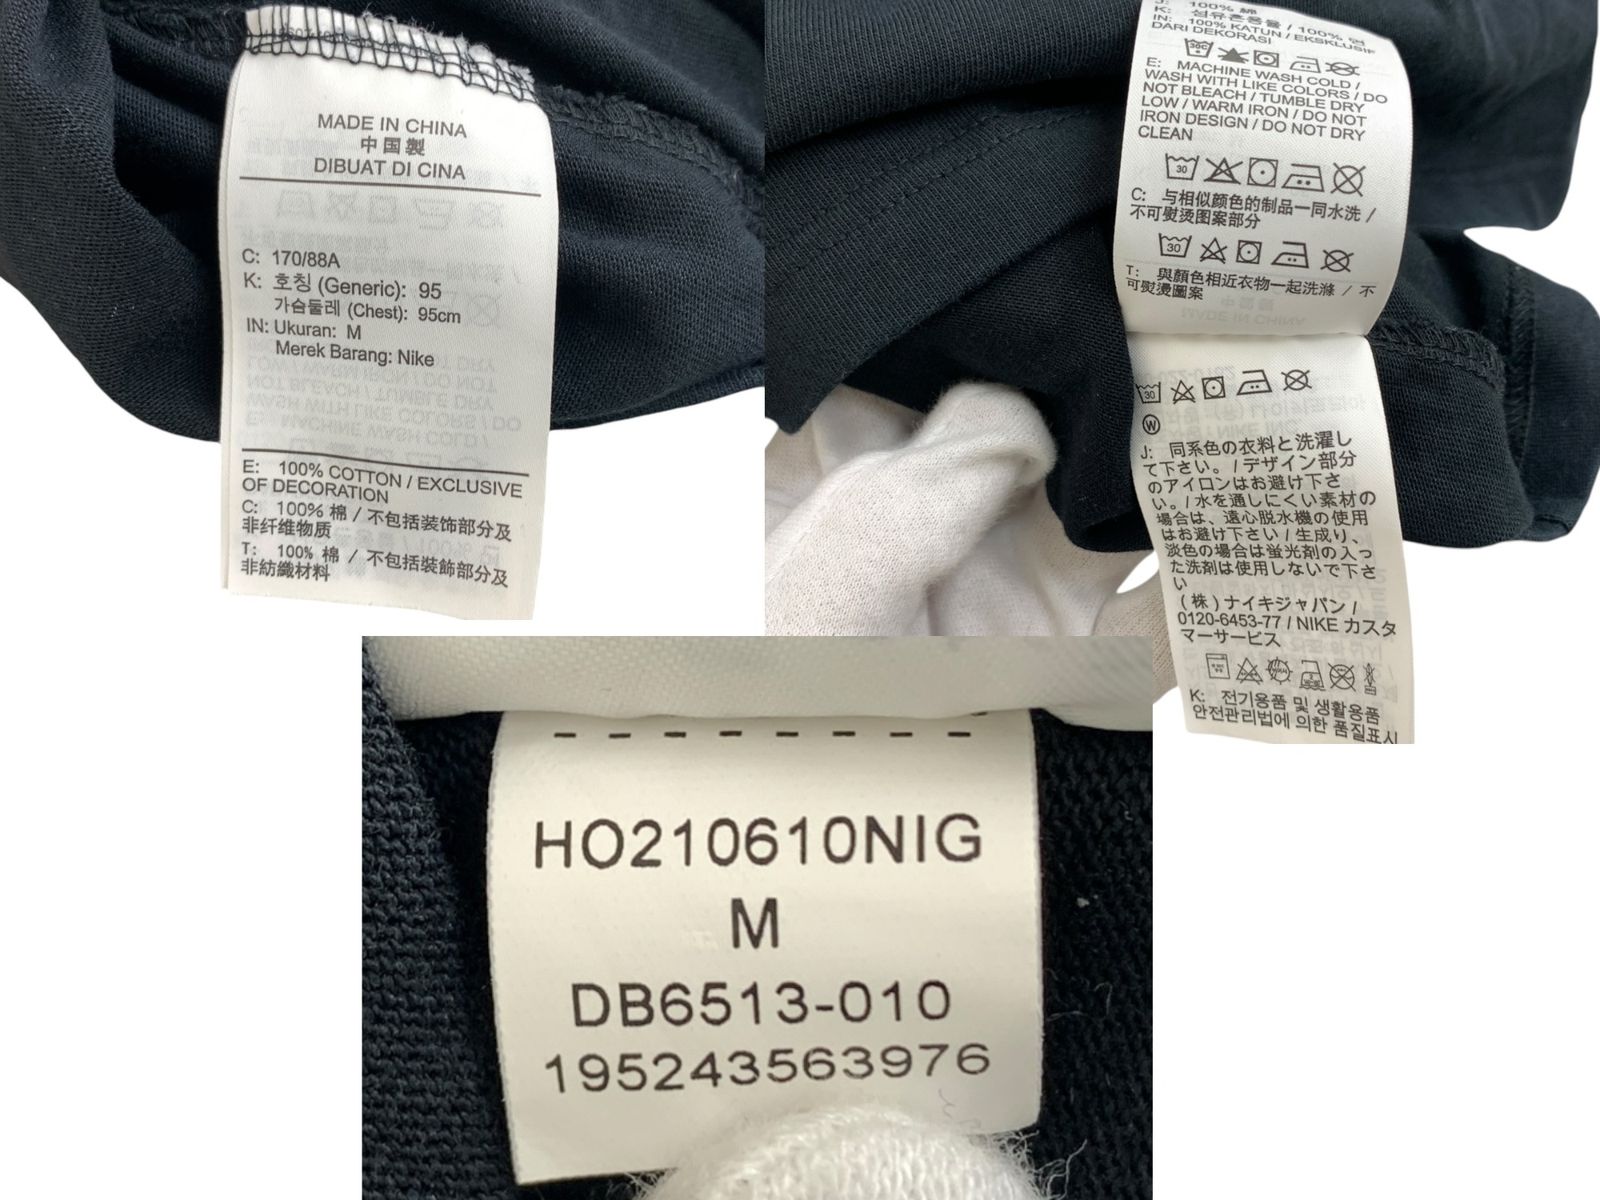 MADE IN CHINA
中国製
DIBUAT DI CINA
C: 170/88A
K: 호칭 (Generic): 95
가슴둘레 (Chest): 95cm
IN: Ukuran: M
Merek Barang: Nike
E: 100% COTTON / EXCLUSIVE
OF DECORATION
C: 100% 棉 / 不包括装饰部分及
非纤维物质
T: 100% 棉 / 不包括裝飾部分及
非紡織材料
J: 100% 綿
K: 섬유혼용율 / 100% 면
IN: 100% KATUN / EKSKLUSIF
DARI DEKORASI
30C
E: MACHINE WASH COLD /
WASH WITH LIKE COLORS / DO
NOT BLEACH / TUMBLE DRY
LOW / WARM IRON / DO NOT
IRON DESIGN / DO NOT DRY
CLEAN
30
C: 与相似颜色的制品一同水洗 /
不可熨烫图案部分
30
T: 與顏色相近衣物一起洗滌 / 不
可熨燙圖案
30
W
J: 同系色の衣料と洗濯し
て下さい。/ デザイン部分
のアイロンはお避け下さ
い。/ 水を通しにくい素材の
場合は、遠心脱水機の使用
はお避け下さい / 生成り、
淡色の場合は蛍光剤の入っ
た洗剤は使用しないで下さ
い
(株) ナイキジャパン /
0120-6453-77 / NIKE カスタ
マーサービス
K: 전기용품 및 생활용품
안전관리법에 의한 품질표시
HO210610NIG
M
DB6513-010
195243563976